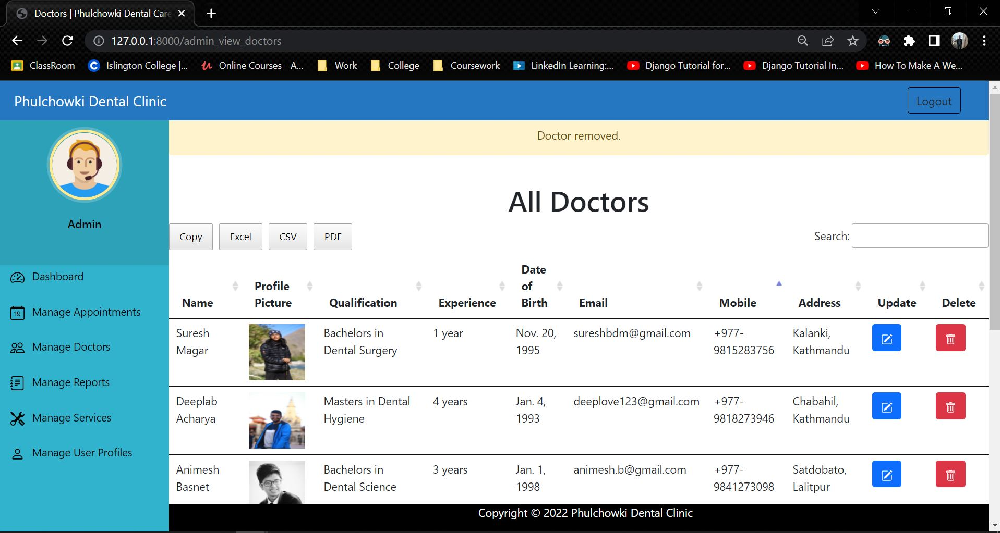 Doctors | Phulchowki Dental Care
127.0.0.1:8000/admin_view_doctors
ClassRoom Islington College |... Online Courses - A... Work College Coursework LinkedIn Learning:... Django Tutorial for... Django Tutorial In... How To Make A We...
Phulchowki Dental Clinic Logout
Admin
Dashboard
19 Manage Appointments
Manage Doctors
Manage Reports
Manage Services
Manage User Profiles
Doctor removed.
All Doctors
Copy Excel CSV PDF Search:
Name Profile Picture Qualification Experience Date of Birth Email Mobile Address Update Delete
Suresh Magar Bachelors in Dental Surgery 1 year Nov. 20, 1995 sureshbdm@gmail.com +977-9815283756 Kalanki, Kathmandu
Deeplab Acharya Masters in Dental Hygiene 4 years Jan. 4, 1993 deeplove123@gmail.com +977-9818273946 Chabahil, Kathmandu
Animesh Basnet Bachelors in Dental Science 3 years Jan. 1, 1998 animesh.b@gmail.com +977-9841273098 Satdobato, Lalitpur
Copyright © 2022 Phulchowki Dental Clinic